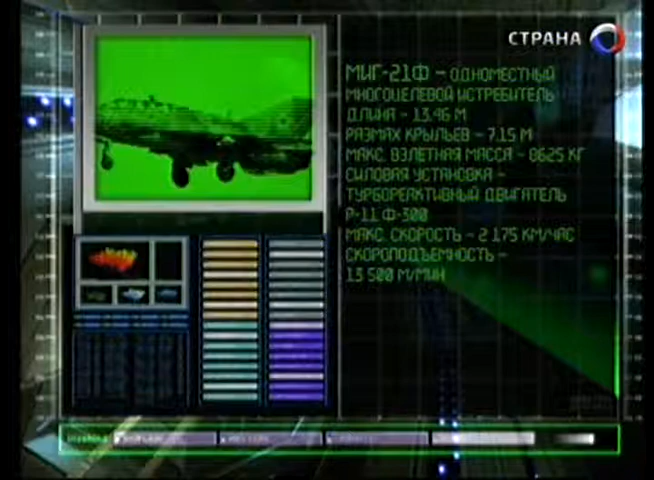 СТРАНА
МИГ-21Ф – ОДНОМЕСТНЫЙ
МНОГОЦЕЛЕВОЙ ИСТРЕБИТЕЛЬ
ДЛИНА – 13.46 М
РАЗМАХ КРЫЛЬЕВ – 7.15 М
МАКС. ВЗЛЕТНАЯ МАССА – 8625 КГ
СИЛОВАЯ УСТАНОВКА –
ТУРБОРЕАКТИВНЫЙ ДВИГАТЕЛЬ
Р-11 Ф-300
МАКС. СКОРОСТЬ – 2 175 КМ/ЧАС
СКОРОПОДЪЕМНОСТЬ –
13 500 М/МИН